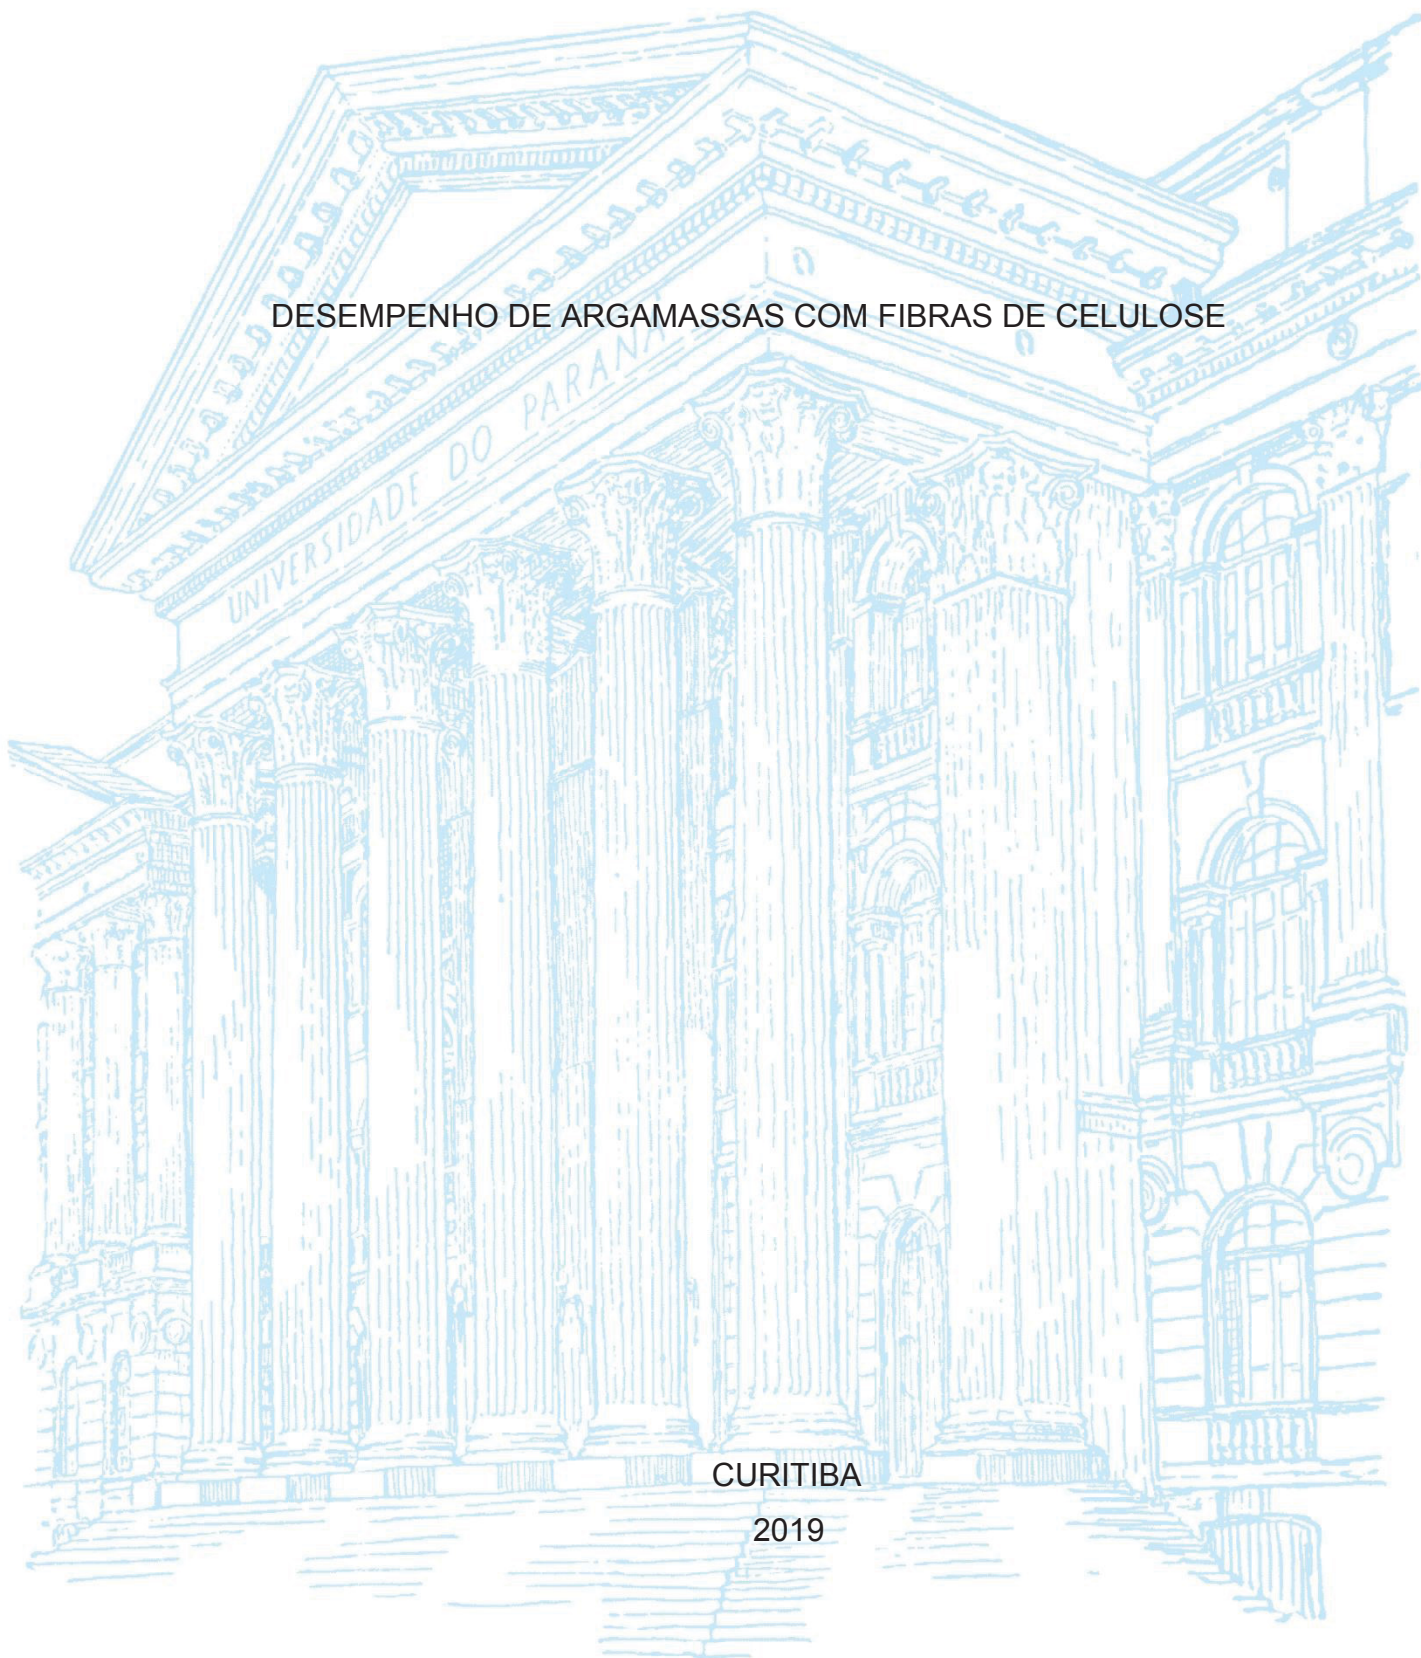 DESEMPENHO DE ARGAMASSAS COM FIBRAS DE CELULOSE
UNIVERSIDADE DO PARANÁ
CURITIBA
2019